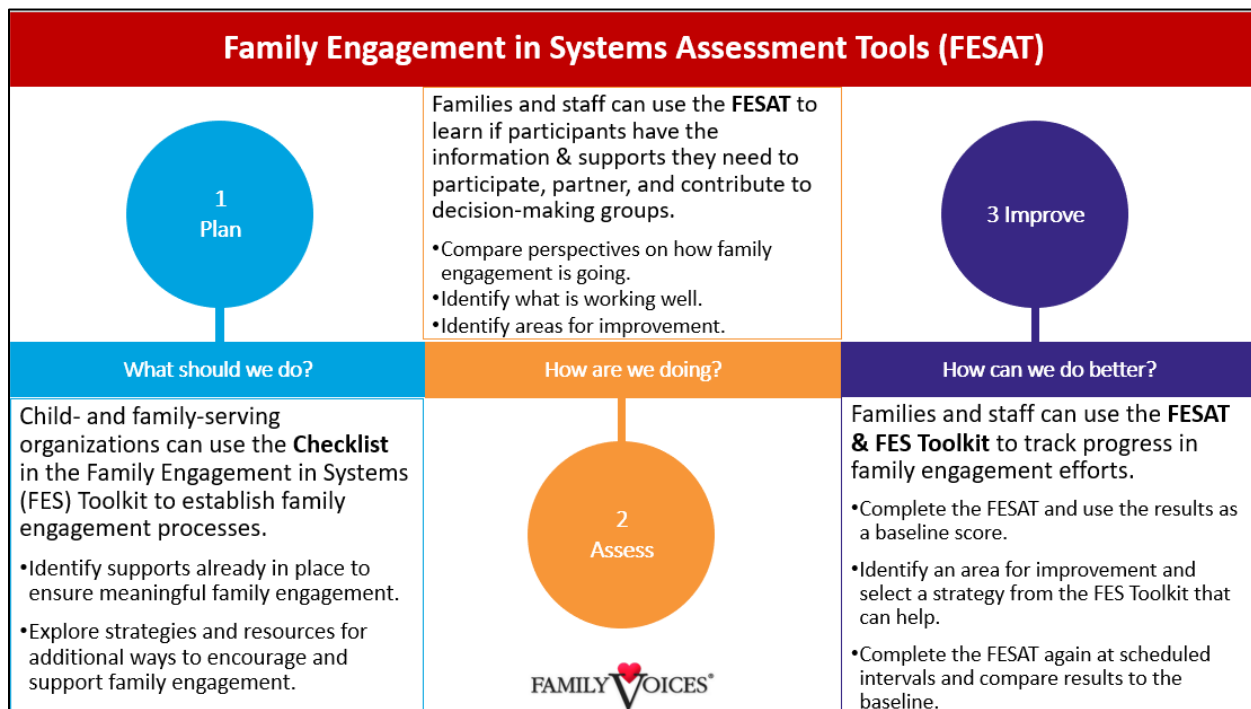 Family Engagement in Systems Assessment Tools (FESAT)
1
Plan
What should we do?
Child- and family-serving
organizations can use the Checklist
in the Family Engagement in Systems
(FES) Toolkit to establish family
engagement processes.
•Identify supports already in place to
ensure meaningful family engagement.
•Explore strategies and resources for
additional ways to encourage and
support family engagement.
Families and staff can use the FESAT to
learn if participants have the
information & supports they need to
participate, partner, and contribute to
decision-making groups.
•Compare perspectives on how family
engagement is going.
•Identify what is working well.
•Identify areas for improvement.
How are we doing?
2
Assess
FAMILY VOICES®
3 Improve
How can we do better?
Families and staff can use the FESAT
& FES Toolkit to track progress in
family engagement efforts.
•Complete the FESAT and use the results as
a baseline score.
•Identify an area for improvement and
select a strategy from the FES Toolkit that
can help.
•Complete the FESAT again at scheduled
intervals and compare results to the
baseline.